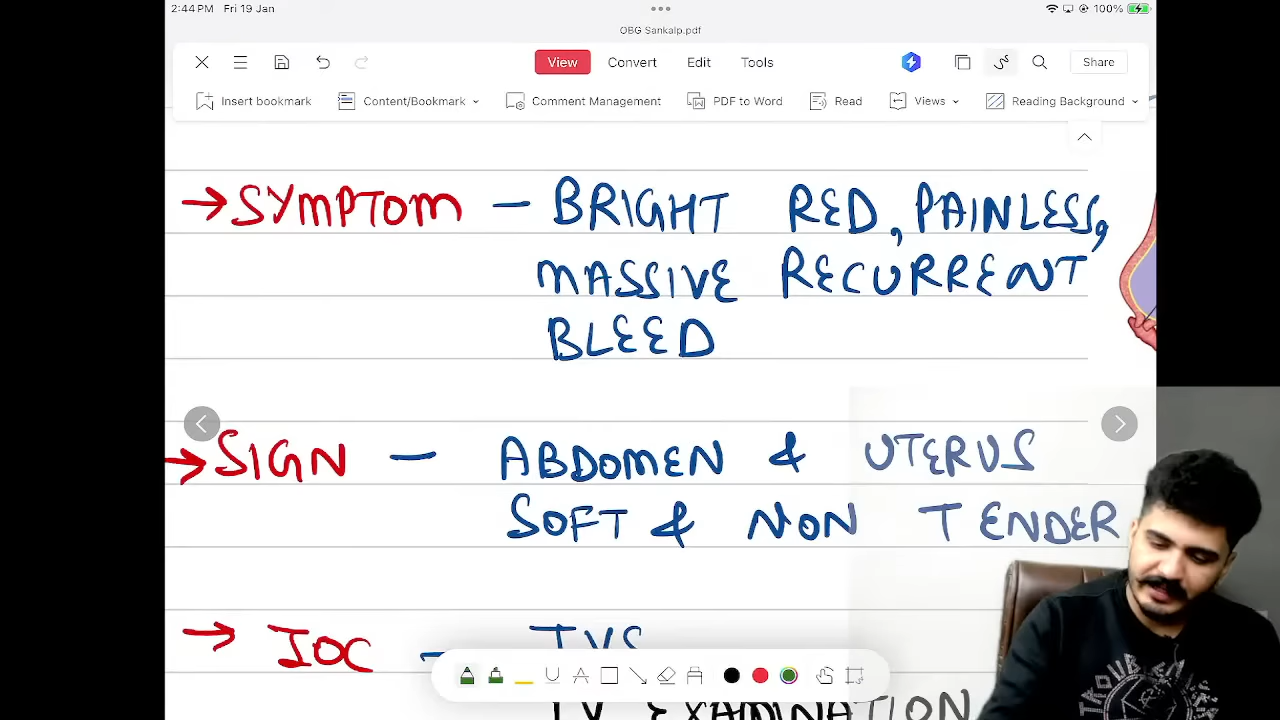 2:44 PM Fri 19 Jan
100%
OBG Sankalp.pdf
View Convert Edit Tools Share
Insert bookmark Content/Bookmark Comment Management PDF to Word Read Views Reading Background
→ SYMPTOM - BRIGHT RED, PAINLESS,
MASSIVE RECURRENT
BLEED
→ SIGN - ABDOMEN & UTERUS
SOFT & NON TENDER
→ IOC - TVS
EXAMINATION